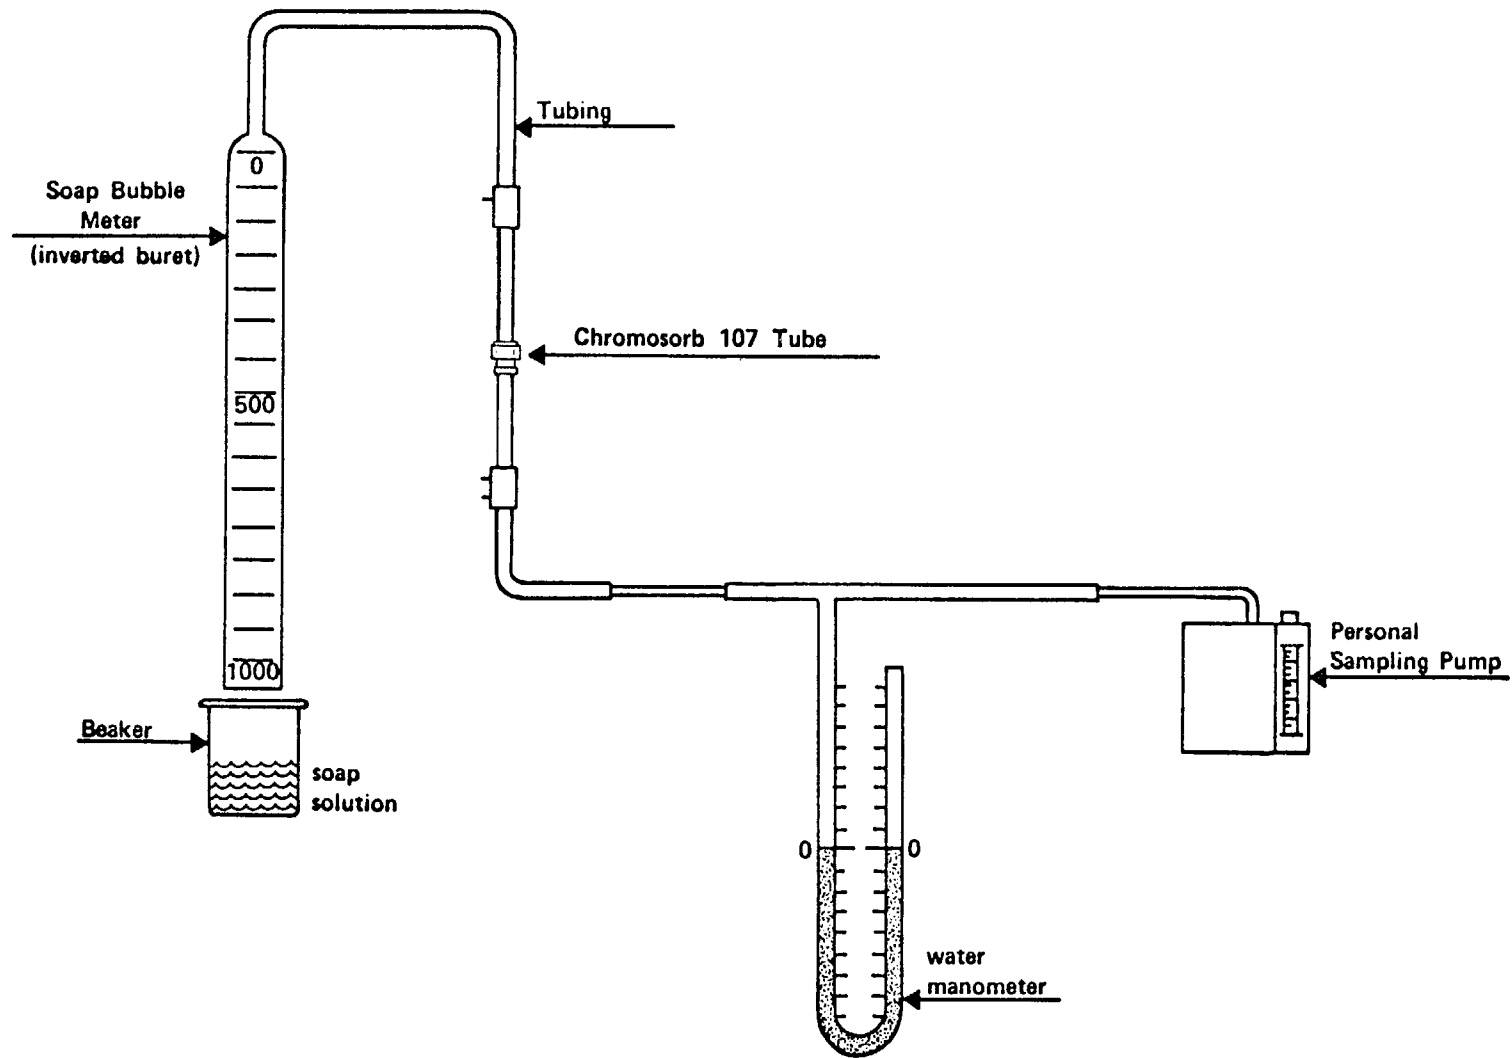 Tubing
0
Soap Bubble
Meter
(inverted buret)
Chromosorb 107 Tube
500
Personal
Sampling Pump
1000
Beaker
soap
solution
0 0
water
manometer